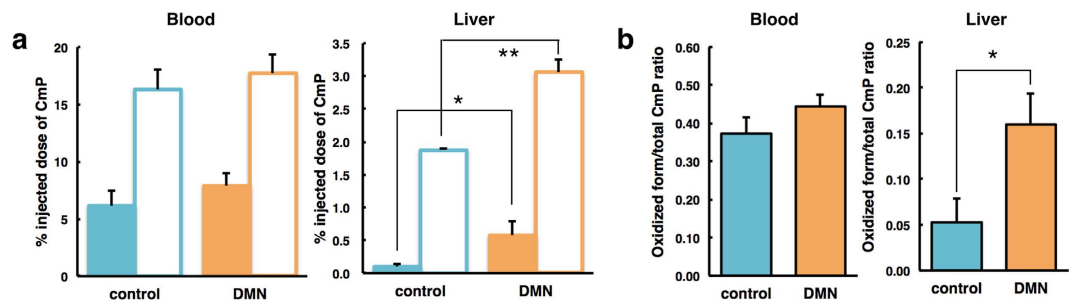 a
Blood
% injected dose of CmP
20
15
10
5
0
control
DMN
Liver
% injected dose of CmP
3.5
3.0
2.5
2.0
1.5
1.0
0.5
0.0
**
*
control
DMN
b
Blood
Oxidized form/total CmP ratio
0.60
0.50
0.40
0.30
0.20
0.10
0.00
control
DMN
Liver
Oxidized form/total CmP ratio
0.25
0.20
0.15
0.10
0.05
0.00
*
control
DMN